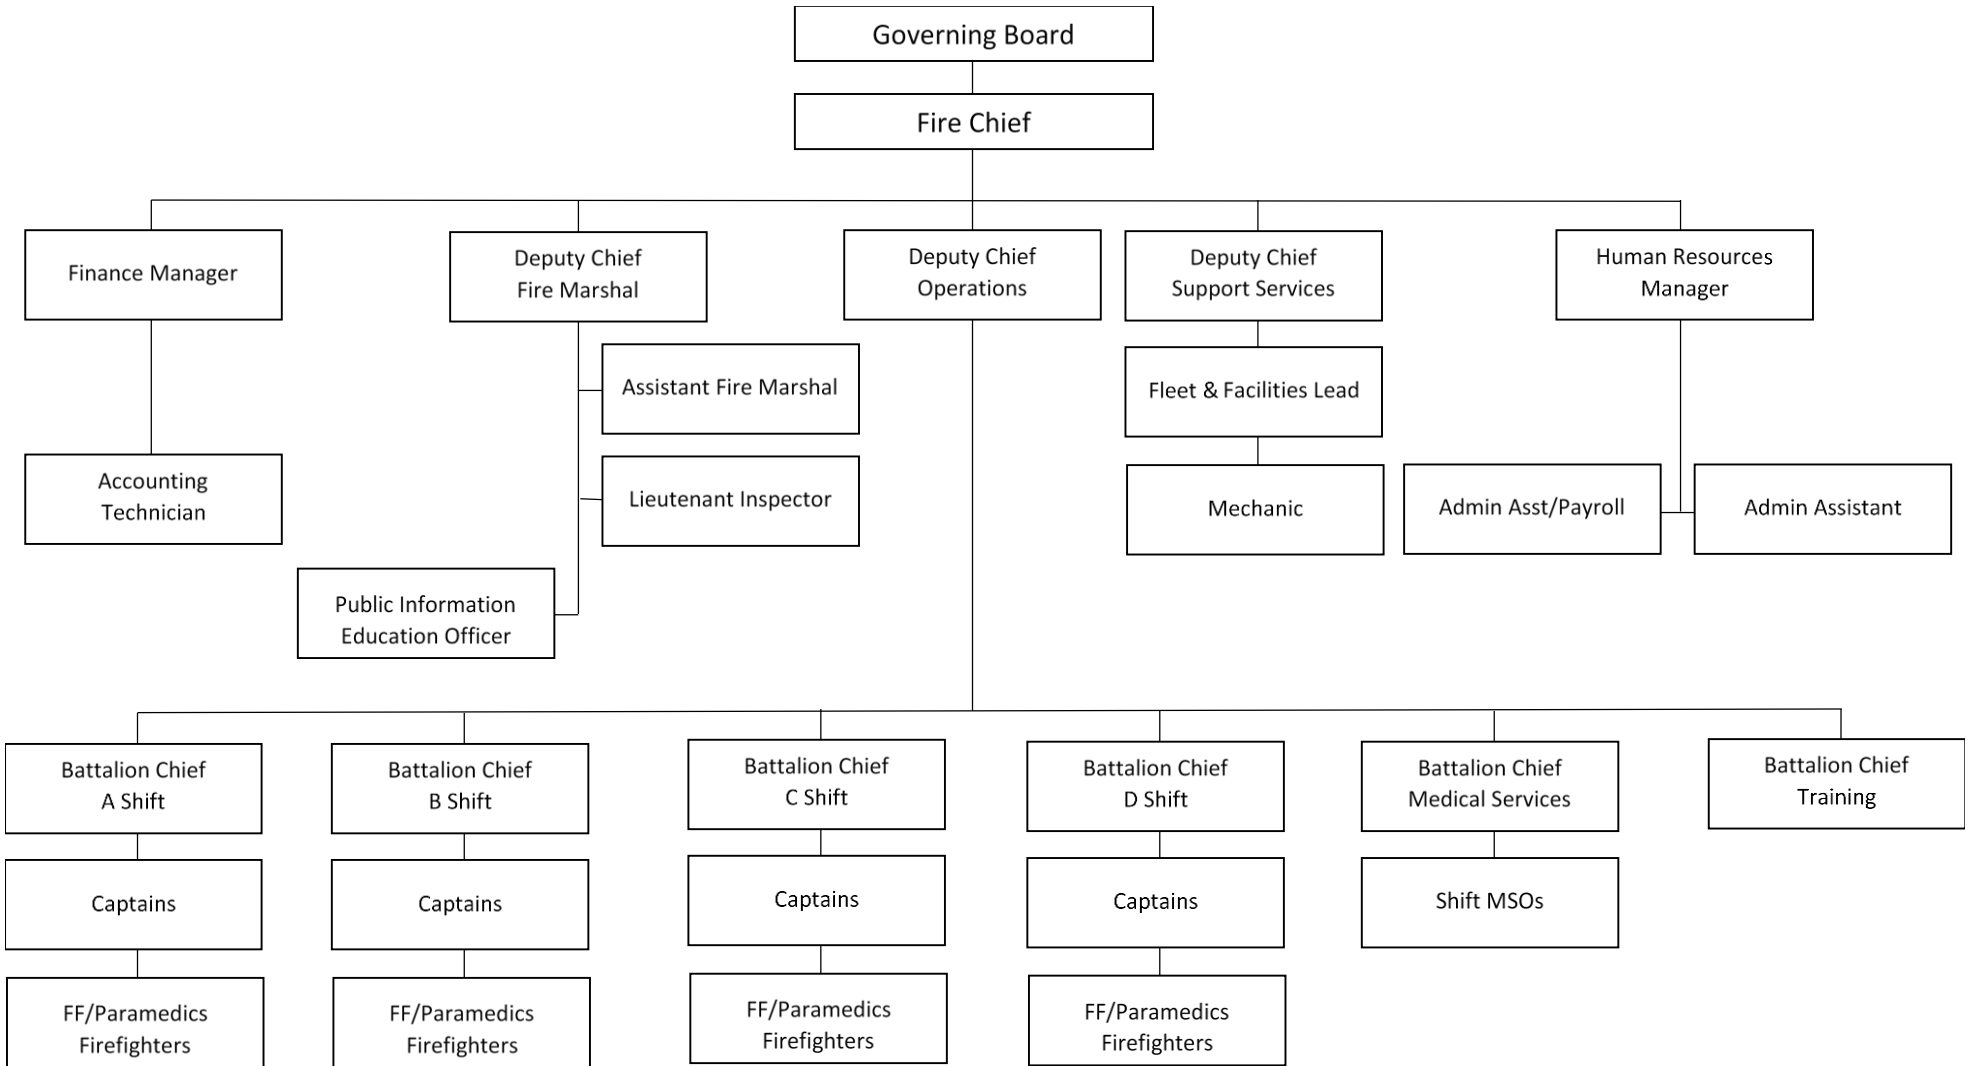 Governing Board
Fire Chief
Finance Manager
Deputy Chief
Fire Marshal
Deputy Chief
Operations
Deputy Chief
Support Services
Human Resources
Manager
Assistant Fire Marshal
Fleet & Facilities Lead
Accounting
Technician
Lieutenant Inspector
Mechanic
Admin Asst/Payroll
Admin Assistant
Public Information
Education Officer
Battalion Chief
A Shift
Battalion Chief
B Shift
Battalion Chief
C Shift
Battalion Chief
D Shift
Battalion Chief
Medical Services
Battalion Chief
Training
Captains
Captains
Captains
Captains
Shift MSOs
FF/Paramedics
Firefighters
FF/Paramedics
Firefighters
FF/Paramedics
Firefighters
FF/Paramedics
Firefighters